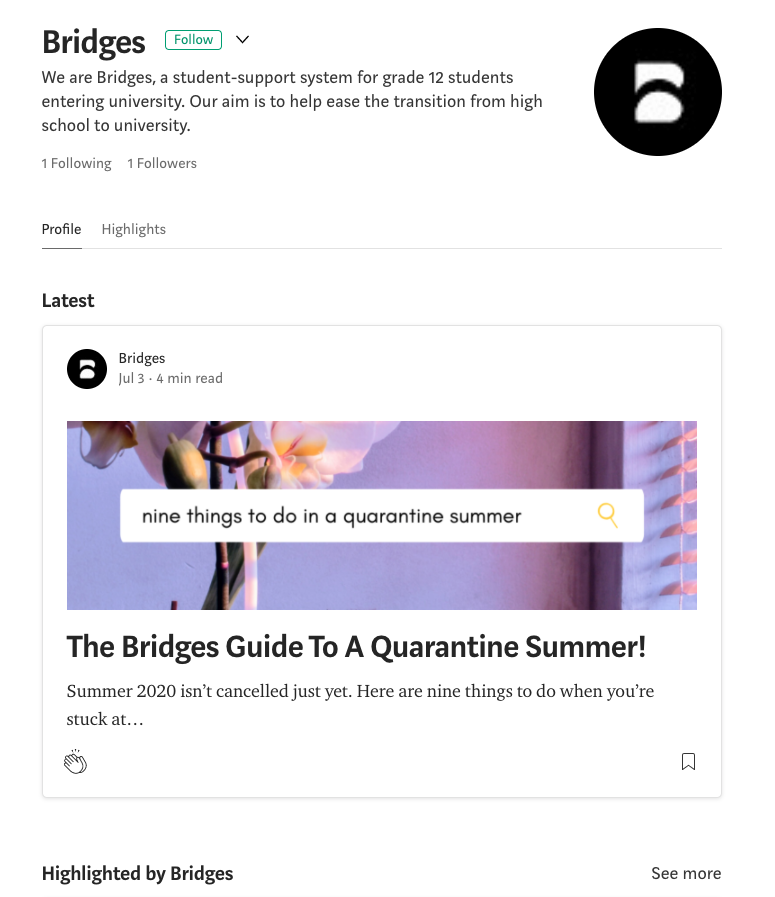 Bridges Follow
We are Bridges, a student-support system for grade 12 students
entering university. Our aim is to help ease the transition from high
school to university.
1 Following 1 Followers
Profile Highlights
Latest
Bridges
Jul 3 · 4 min read
nine things to do in a quarantine summer
The Bridges Guide To A Quarantine Summer!
Summer 2020 isn’t cancelled just yet. Here are nine things to do when you’re
stuck at…
Highlighted by Bridges See more